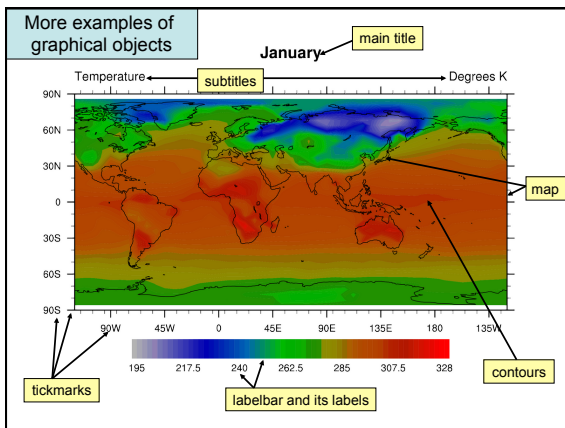 More examples of
graphical objects
main title
January
Temperature
subtitles
Degrees K
90N
60N
30N
map
0
30S
60S
90S
90W 45W 0 45E 90E 135E 180 135W
195 217.5 240 262.5 285 307.5 328
contours
tickmarks
labelbar and its labels